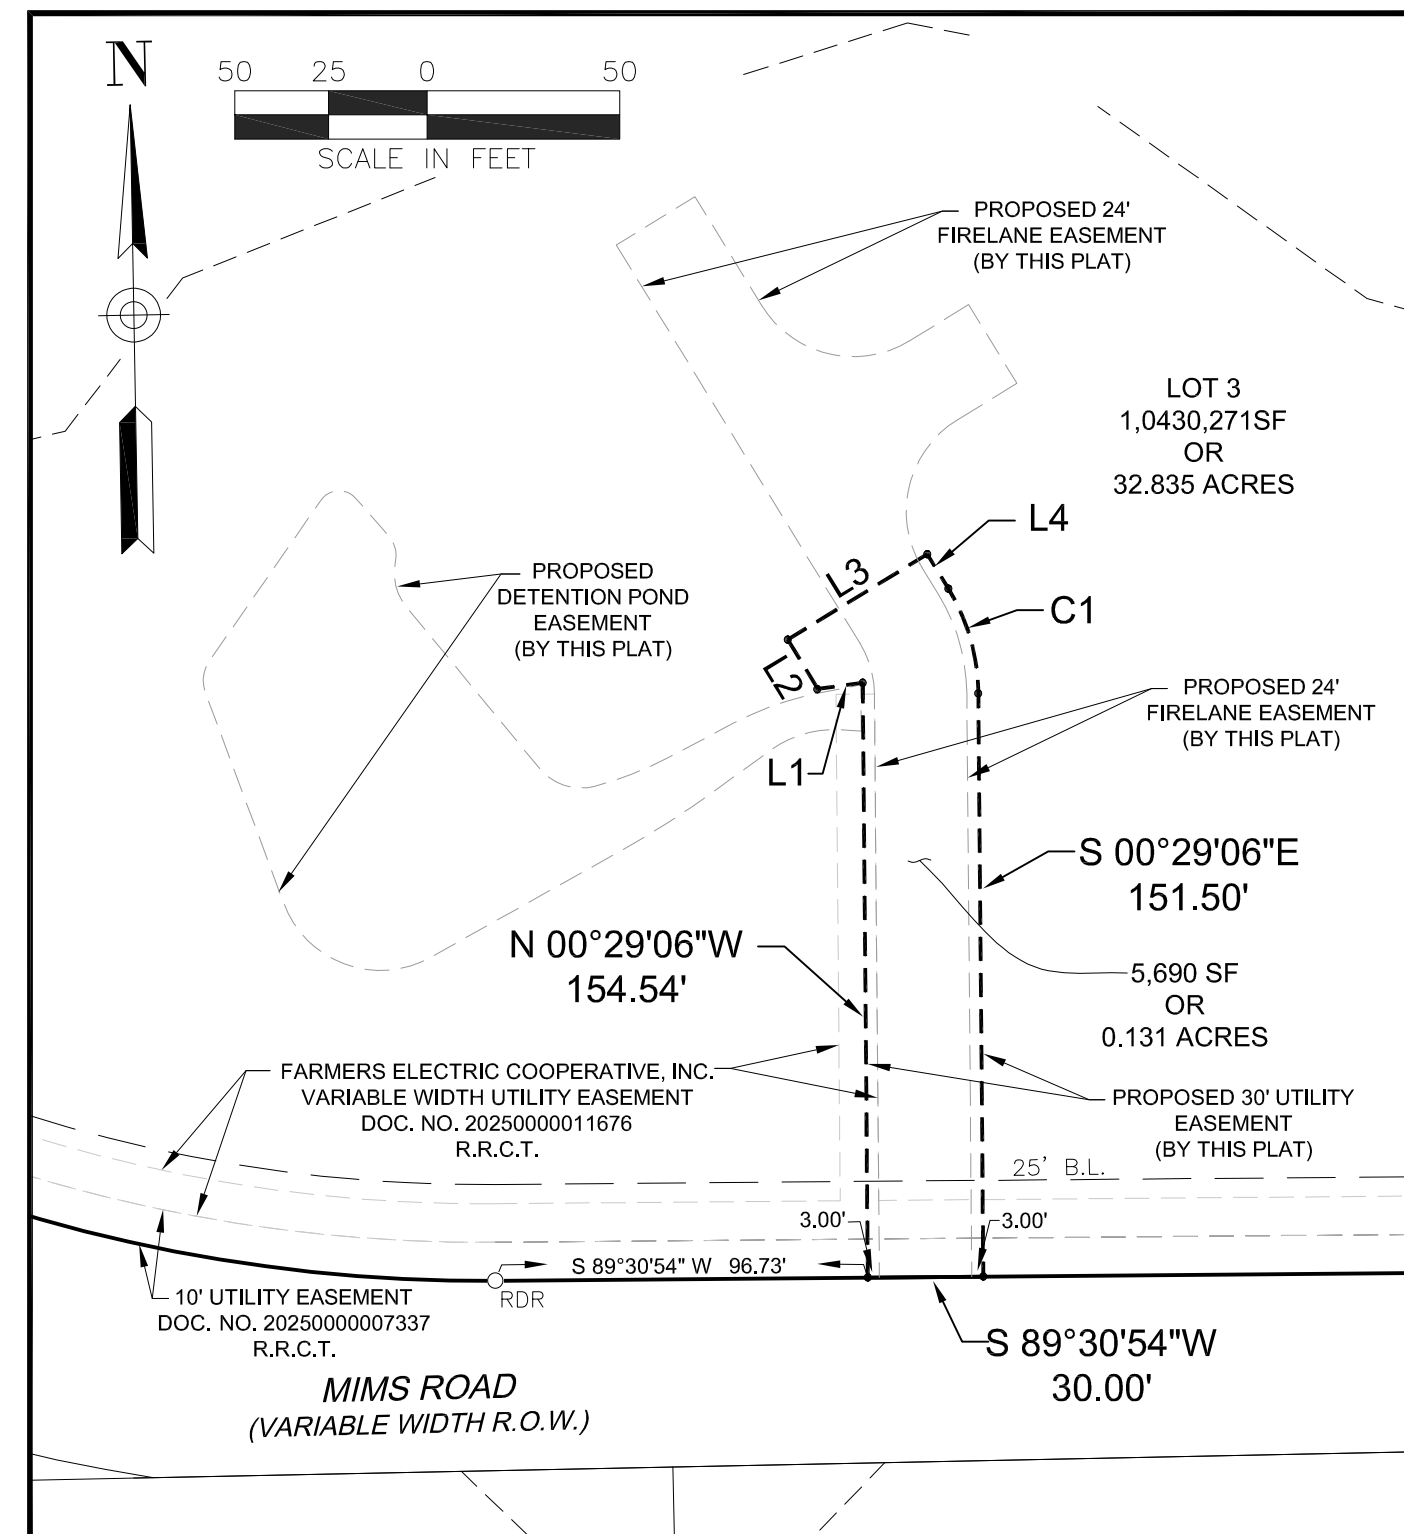 N
50 25 0 50
SCALE IN FEET
PROPOSED 24'
FIRELANE EASEMENT
(BY THIS PLAT)
LOT 3
1,0430,271SF
OR
32.835 ACRES
L4
L3
C1
PROPOSED
DETENTION POND
EASEMENT
(BY THIS PLAT)
L2
L1
PROPOSED 24'
FIRELANE EASEMENT
(BY THIS PLAT)
S 00°29'06"E
151.50'
N 00°29'06"W
154.54'
5,690 SF
OR
0.131 ACRES
FARMERS ELECTRIC COOPERATIVE, INC.
VARIABLE WIDTH UTILITY EASEMENT
DOC. NO. 20250000011676
R.R.C.T.
PROPOSED 30' UTILITY
EASEMENT
(BY THIS PLAT)
25' B.L.
3.00'
3.00'
S 89°30'54" W 96.73'
RDR
10' UTILITY EASEMENT
DOC. NO. 20250000007337
R.R.C.T.
S 89°30'54"W
30.00'
MIMS ROAD
(VARIABLE WIDTH R.O.W.)